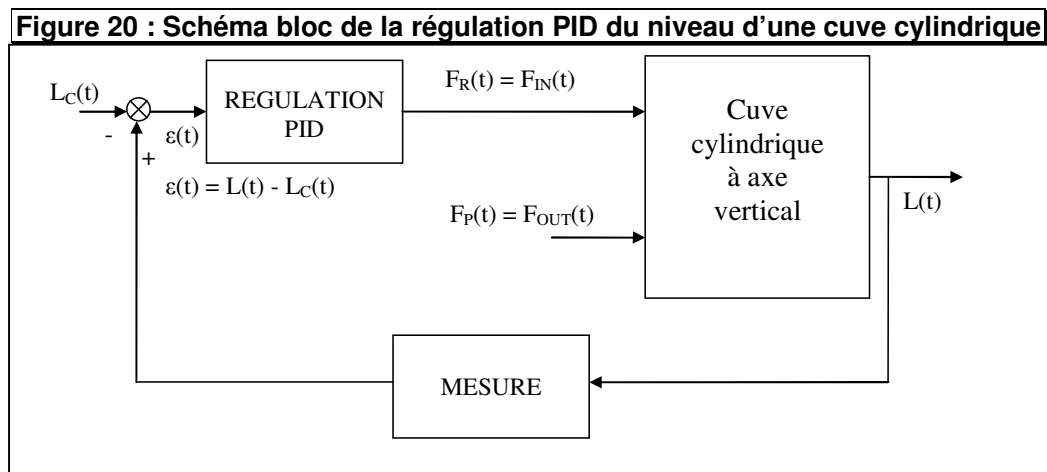 Figure 20 : Schéma bloc de la régulation PID du niveau d'une cuve cylindrique
L_C(t)
-
+
ε(t)
REGULATION
PID
ε(t) = L(t) - L_C(t)
F_R(t) = F_IN(t)
F_P(t) = F_OUT(t)
Cuve
cylindrique
à axe
vertical
L(t)
MESURE